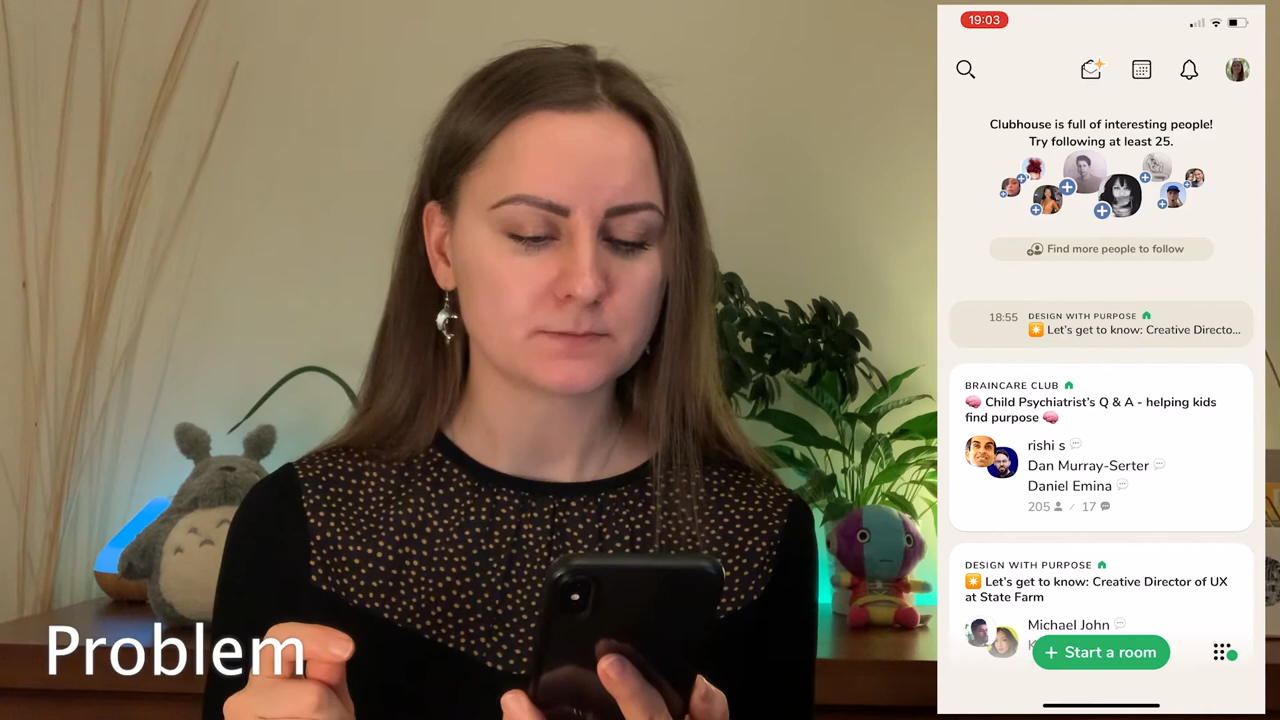 19:03
Clubhouse is full of interesting people!
Try following at least 25.
Find more people to follow
18:55
DESIGN WITH PURPOSE
Let's get to know: Creative Directo...
BRAINCARE CLUB
Child Psychiatrist's Q & A - helping kids
find purpose
rishi s
Dan Murray-Serter
Daniel Emina
205 / 17
DESIGN WITH PURPOSE
Let's get to know: Creative Director of UX
at State Farm
Michael John
+ Start a room
Problem